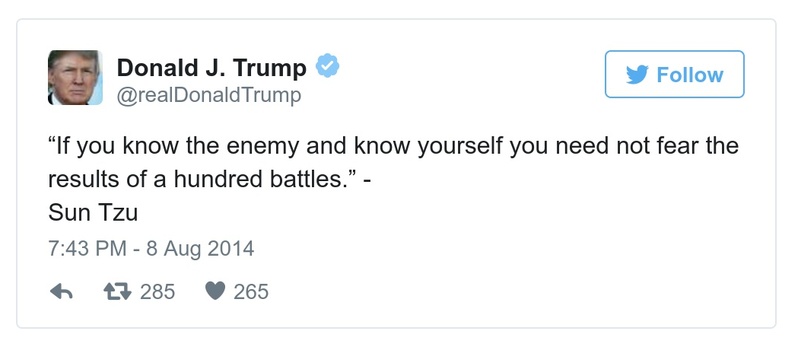 Donald J. Trump
@realDonaldTrump
Follow
“If you know the enemy and know yourself you need not fear the
results of a hundred battles.” -
Sun Tzu
7:43 PM - 8 Aug 2014
285 265